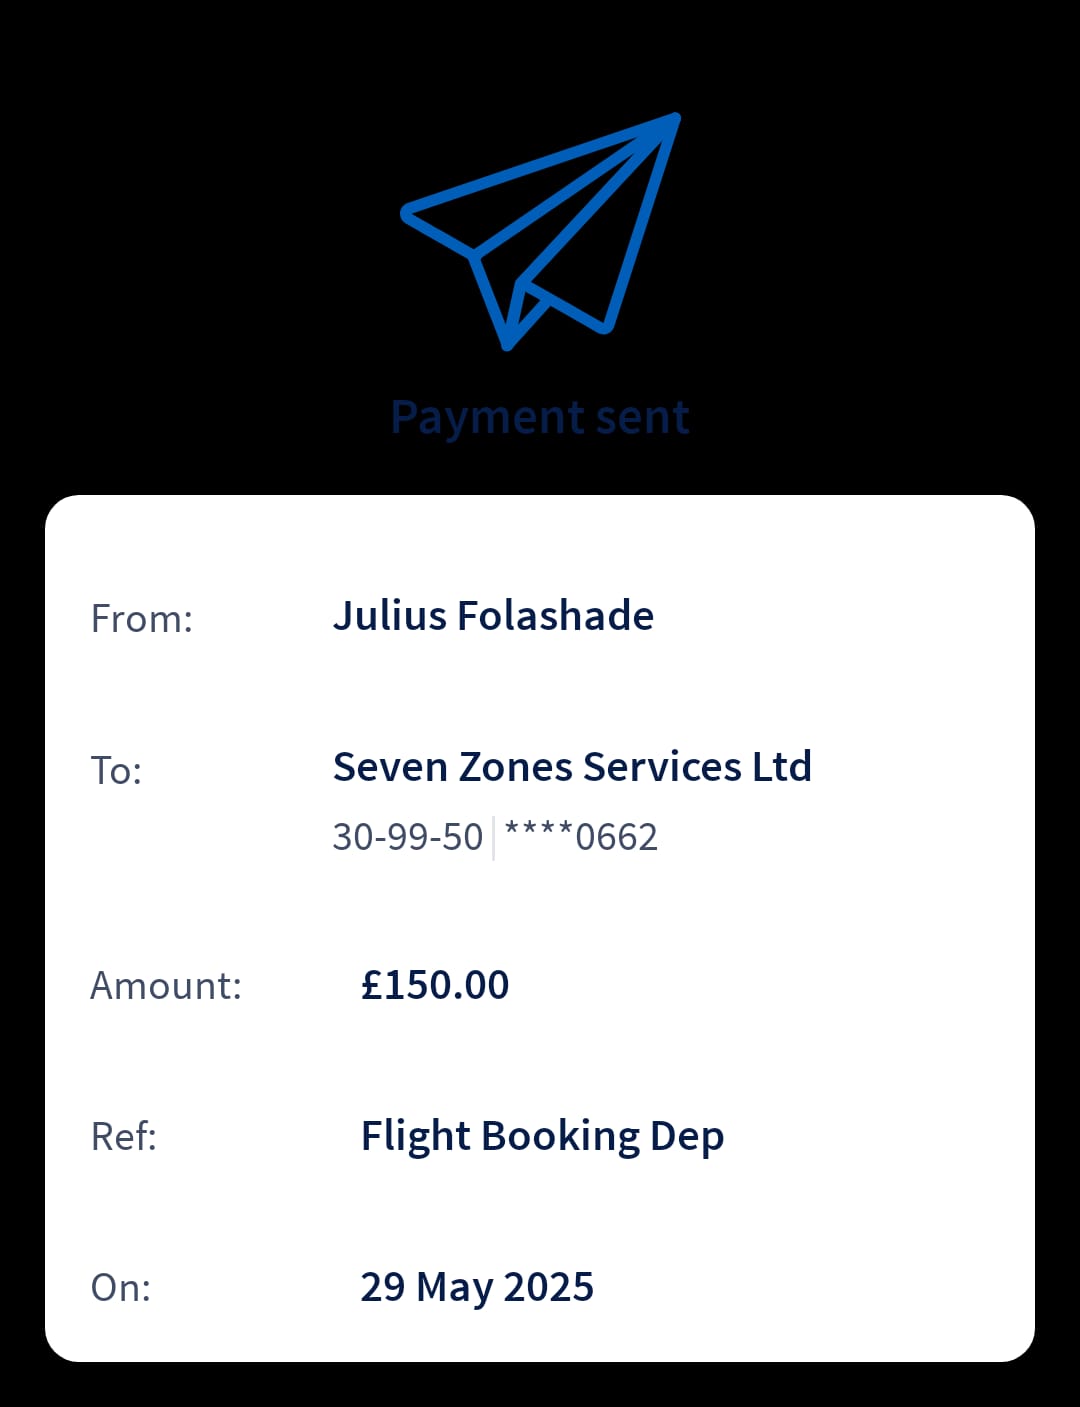 Payment sent
From: Julius Folashade
To: Seven Zones Services Ltd
30-99-50 ****0662
Amount: £150.00
Ref: Flight Booking Dep
On: 29 May 2025